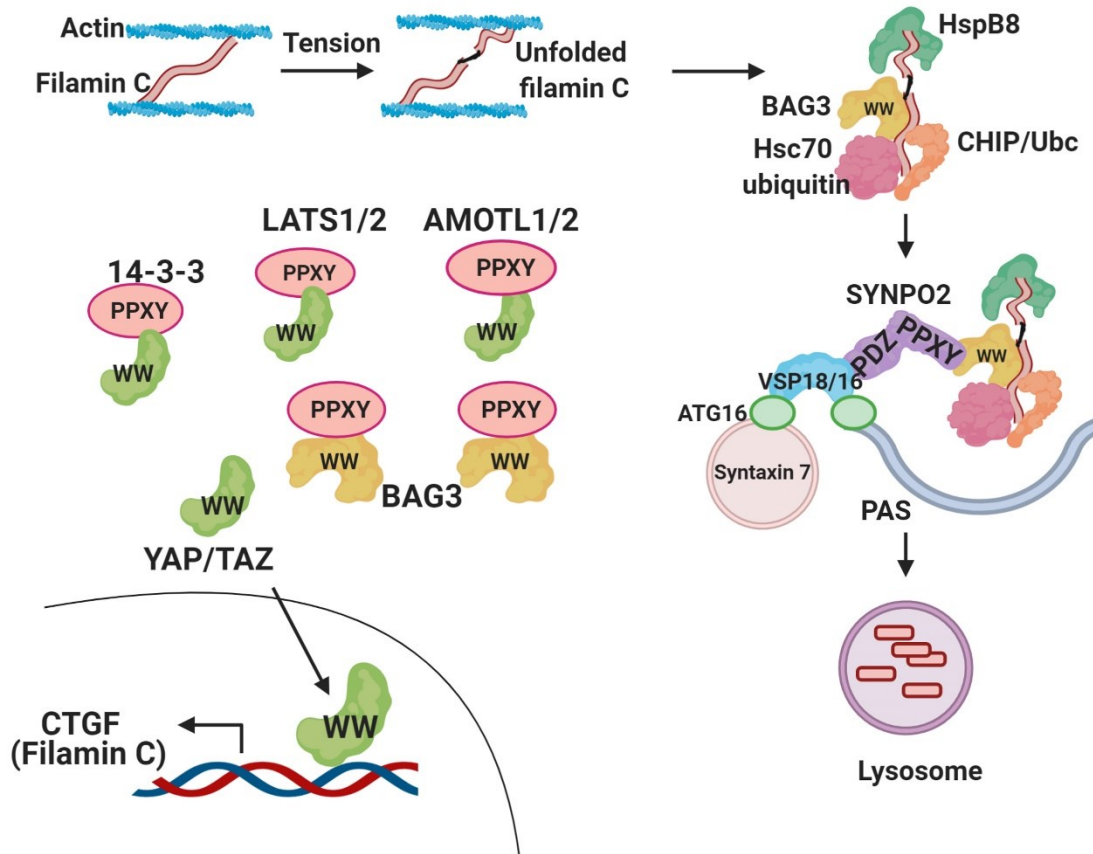 Actin
Filamin C
Tension
Unfolded
filamin C
HspB8
BAG3
WW
Hsc70
ubiquitin
CHIP/Ubc
LATS1/2
AMOTL1/2
14-3-3
PPXY
WW
PPXY
WW
PPXY
WW
PPXY
WW
PPXY
WW
BAG3
WW
YAP/TAZ
WW
CTGF
(Filamin C)
SYNPO2
PDZ
PPXY
WW
VSP18/16
ATG16
Syntaxin 7
PAS
Lysosome